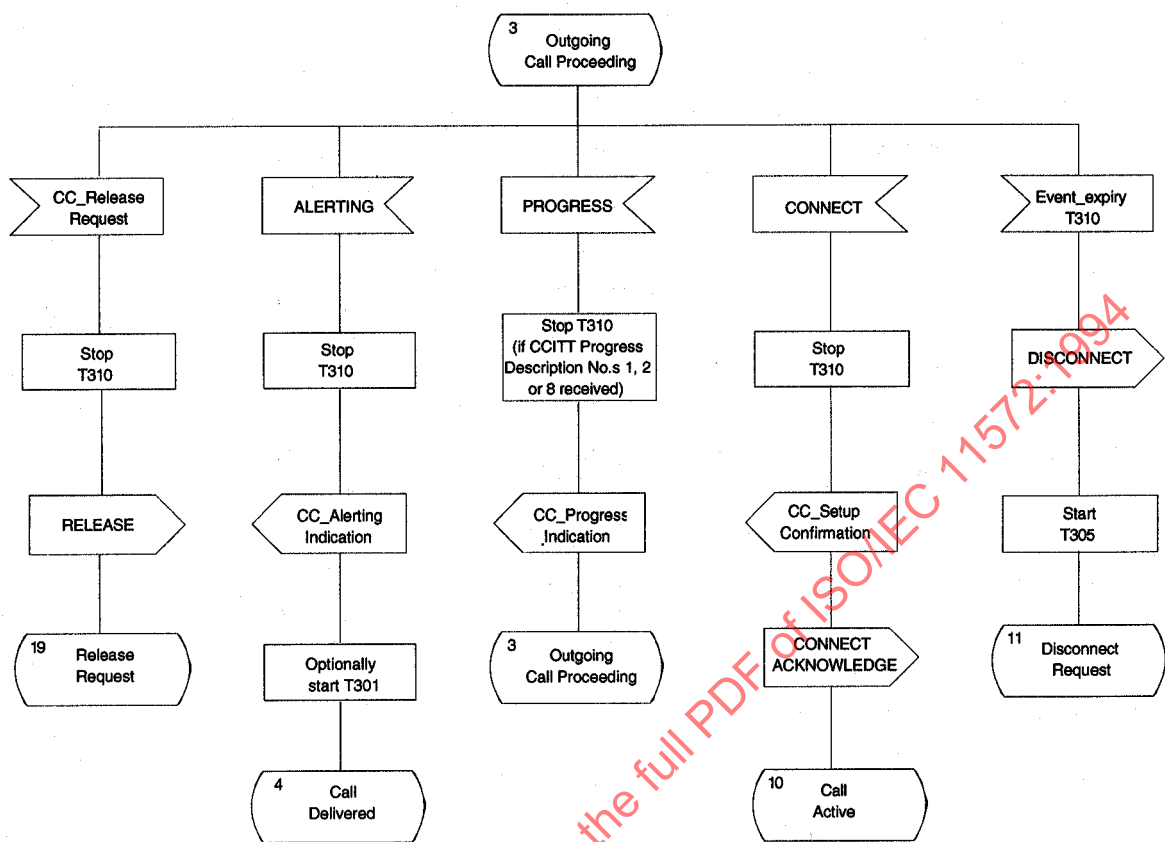 3
Outgoing
Call Proceeding
CC_Release
Request
ALERTING
PROGRESS
CONNECT
Event_expiry
T310
Stop
T310
Stop
T310
Stop T310
(if CCITT Progress
Description No.s 1, 2
or 8 received)
Stop
T310
DISCONNECT
RELEASE
CC_Alerting
Indication
CC_Progress
Indication
CC_Setup
Confirmation
Start
T305
19
Release
Request
Optionally
start T301
3
Outgoing
Call Proceeding
CONNECT
ACKNOWLEDGE
11
Disconnect
Request
4
Call
Delivered
10
Call
Active
the full PDF of ISO/IEC 11572:1994